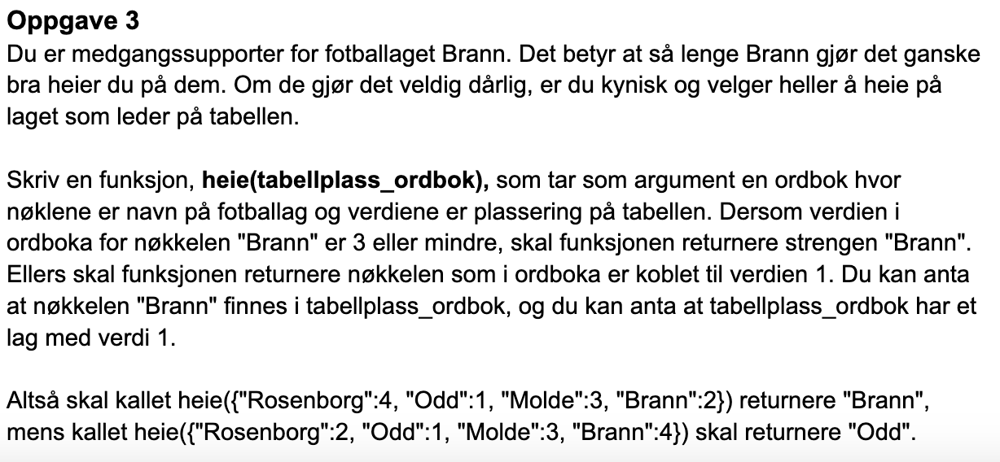 Oppgave 3
Du er medgangssupporter for fotballaget Brann. Det betyr at så lenge Brann gjør det ganske
bra heier du på dem. Om de gjør det veldig dårlig, er du kynisk og velger heller å heie på
laget som leder på tabellen.
Skriv en funksjon, heie(tabellplass_ordbok), som tar som argument en ordbok hvor
nøklene er navn på fotballag og verdiene er plassering på tabellen. Dersom verdien i
ordboka for nøkkelen "Brann" er 3 eller mindre, skal funksjonen returnere strengen "Brann".
Ellers skal funksjonen returnere nøkkelen som i ordboka er koblet til verdien 1. Du kan anta
at nøkkelen "Brann" finnes i tabellplass_ordbok, og du kan anta at tabellplass_ordbok har et
lag med verdi 1.
Altså skal kallet heie({"Rosenborg":4, "Odd":1, "Molde":3, "Brann":2}) returnere "Brann",
mens kallet heie({"Rosenborg":2, "Odd":1, "Molde":3, "Brann":4}) skal returnere "Odd".